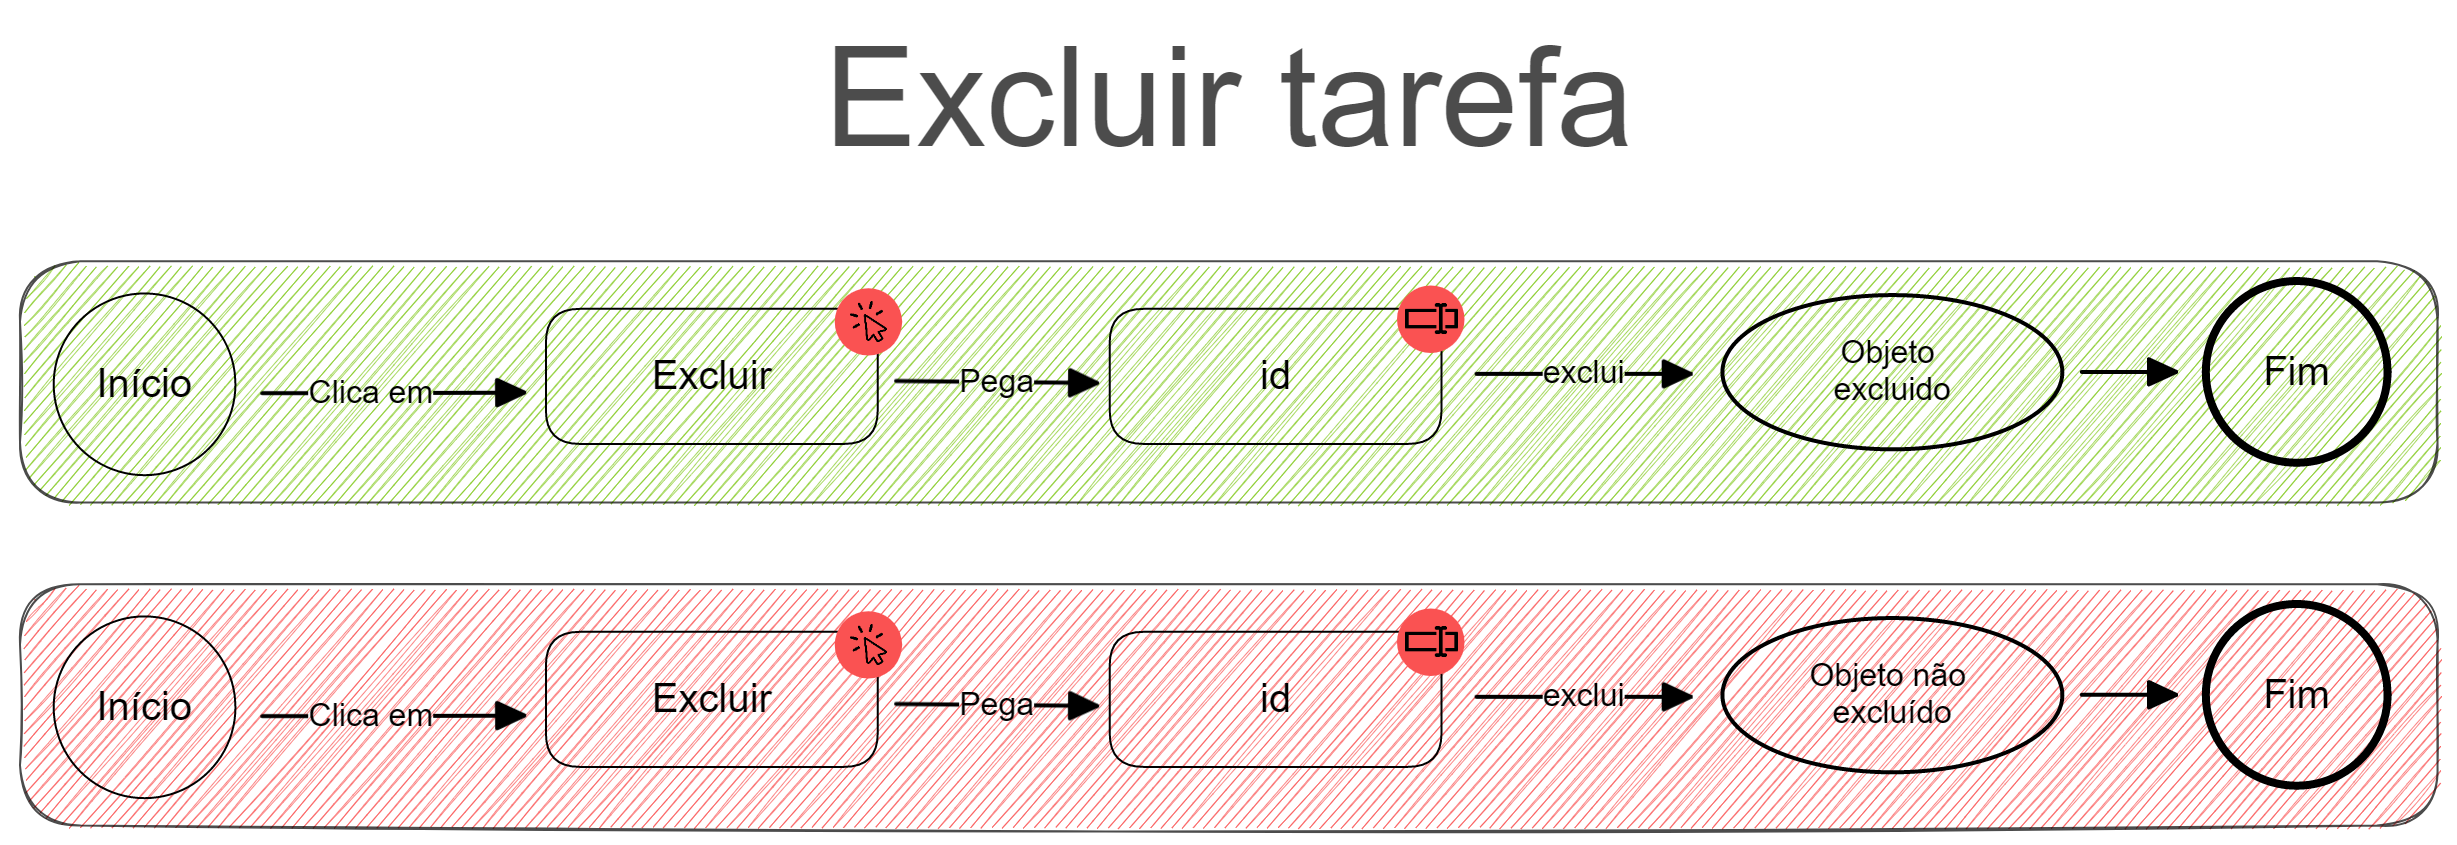 Excluir tarefa
Início
Clica em
Excluir
Pega
id
exclui
Objeto
excluido
Fim
Início
Clica em
Excluir
Pega
id
exclui
Objeto não
excluído
Fim